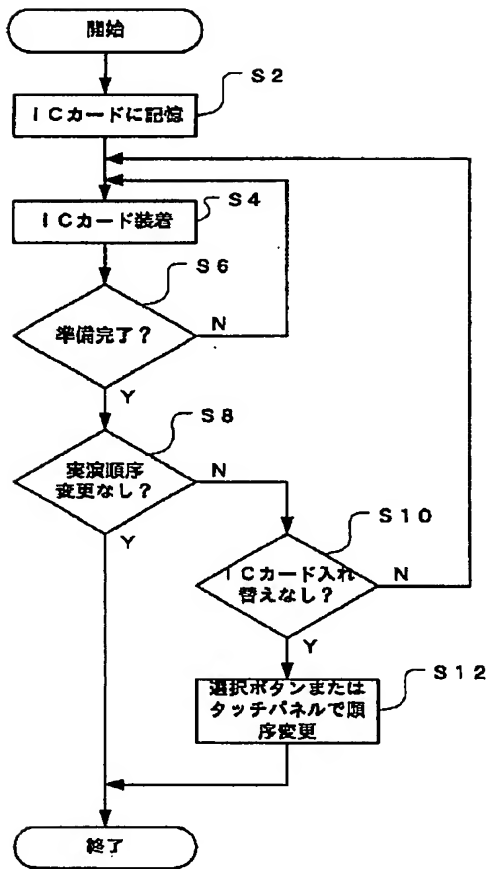 開始
S2
ICカードに記憶
S4
ICカード装着
S6
準備完了?
N
Y
S8
実演順序
変更なし?
N
Y
S10
ICカード入れ
替えなし?
N
Y
S12
選択ボタンまたは
タッチパネルで順
序変更
終了